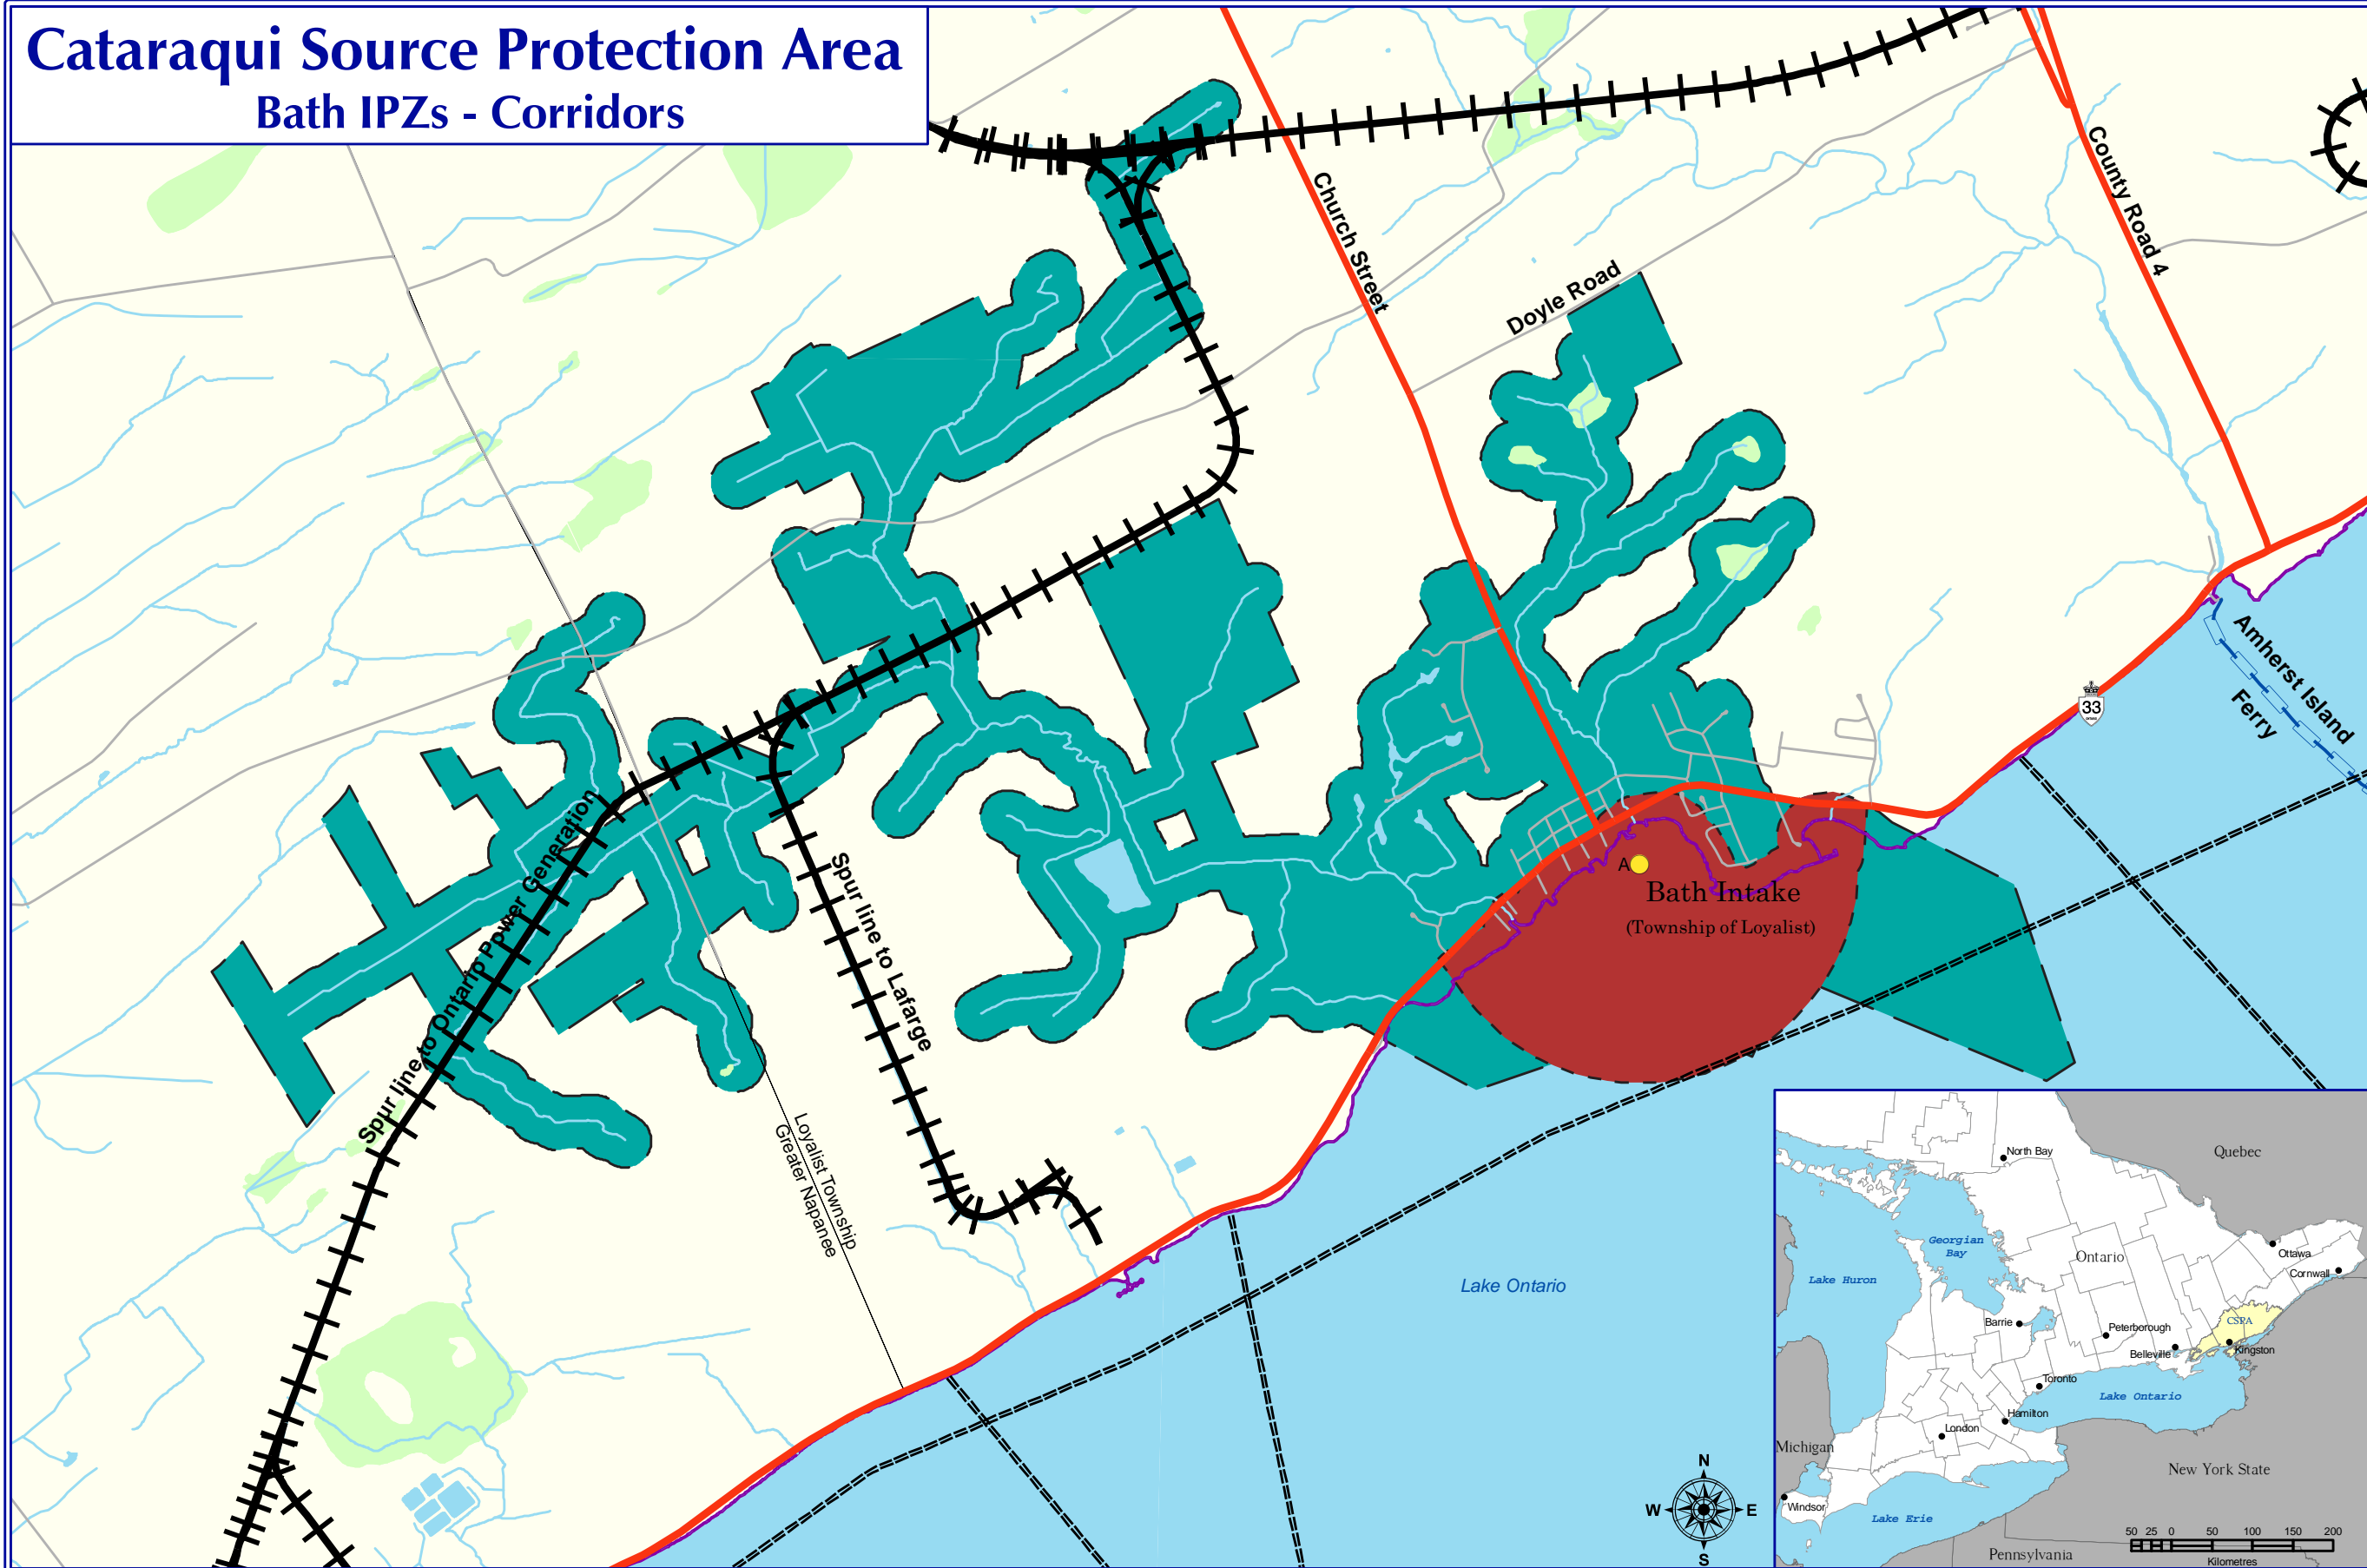 Cataraqui Source Protection Area
Bath IPZs - Corridors
Church Street
County Road 4
Doyle Road
Amherst Island
Ferry
33
Spur line to Ontario Power Generation
Spur line to Lafarge
A
Bath Intake
(Township of Loyalist)
Loyalist Township
Greater Napanee
Lake Ontario
N
W
E
S
North Bay
Quebec
Georgian
Bay
Ontario
Ottawa
Lake Huron
Cornwall
Barrie
Peterborough
CSPA
Belleville
Kingston
Toronto
Lake Ontario
Hamilton
London
Michigan
New York State
Windsor
Lake Erie
50 25 0 50 100 150 200
Kilometres
Pennsylvania